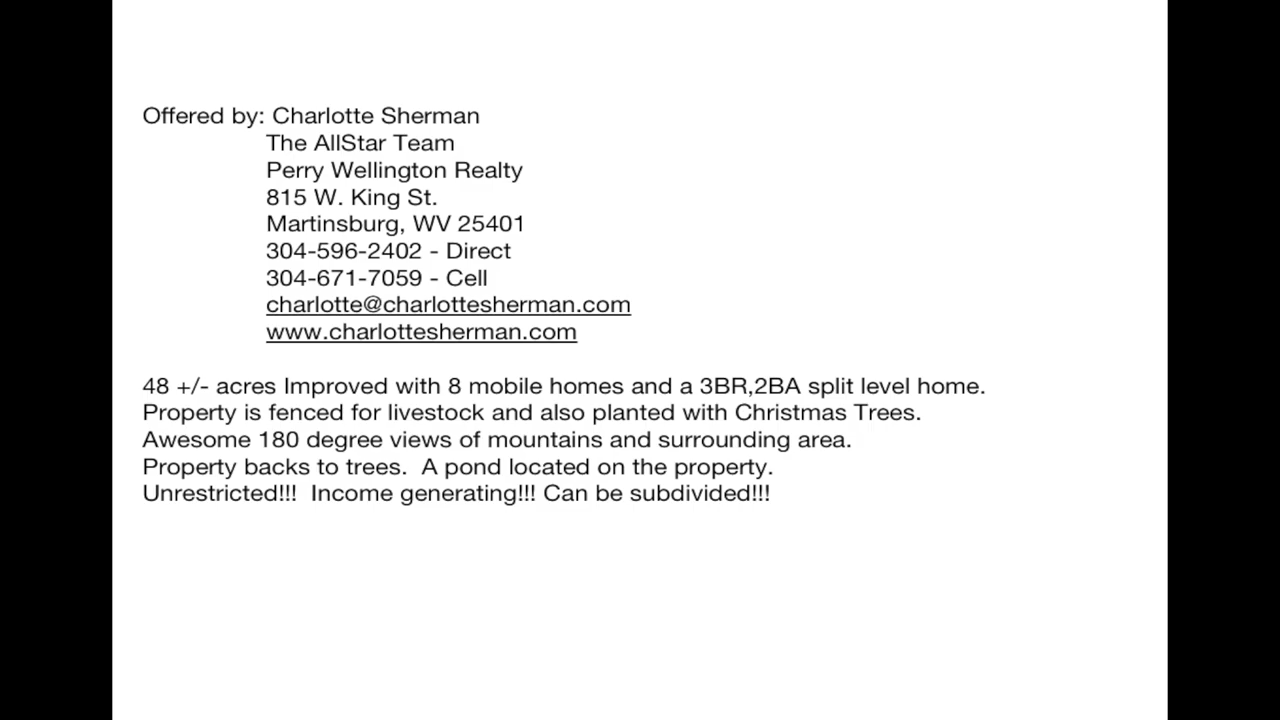 Offered by: Charlotte Sherman
The AllStar Team
Perry Wellington Realty
815 W. King St.
Martinsburg, WV 25401
304-596-2402 - Direct
304-671-7059 - Cell
charlotte@charlottesherman.com
www.charlottesherman.com
48 +/- acres Improved with 8 mobile homes and a 3BR,2BA split level home.
Property is fenced for livestock and also planted with Christmas Trees.
Awesome 180 degree views of mountains and surrounding area.
Property backs to trees.  A pond located on the property.
Unrestricted!!!  Income generating!!! Can be subdivided!!!